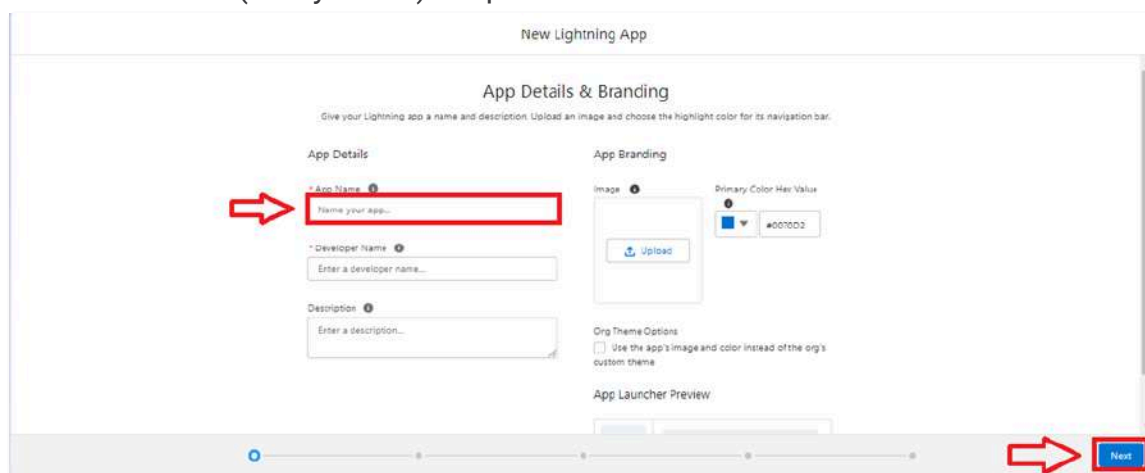 New Lightning App
App Details & Branding
Give your Lightning app a name and description. Upload an image and choose the highlight color for its navigation bar.
App Details
App Branding
* App Name
Name your app...
Image
Primary Color Hex Value
#0070D2
Upload
* Developer Name
Enter a developer name...
Description
Enter a description...
Org Theme Options
Use the app's image and color instead of the org's
custom theme
App Launcher Preview
Next